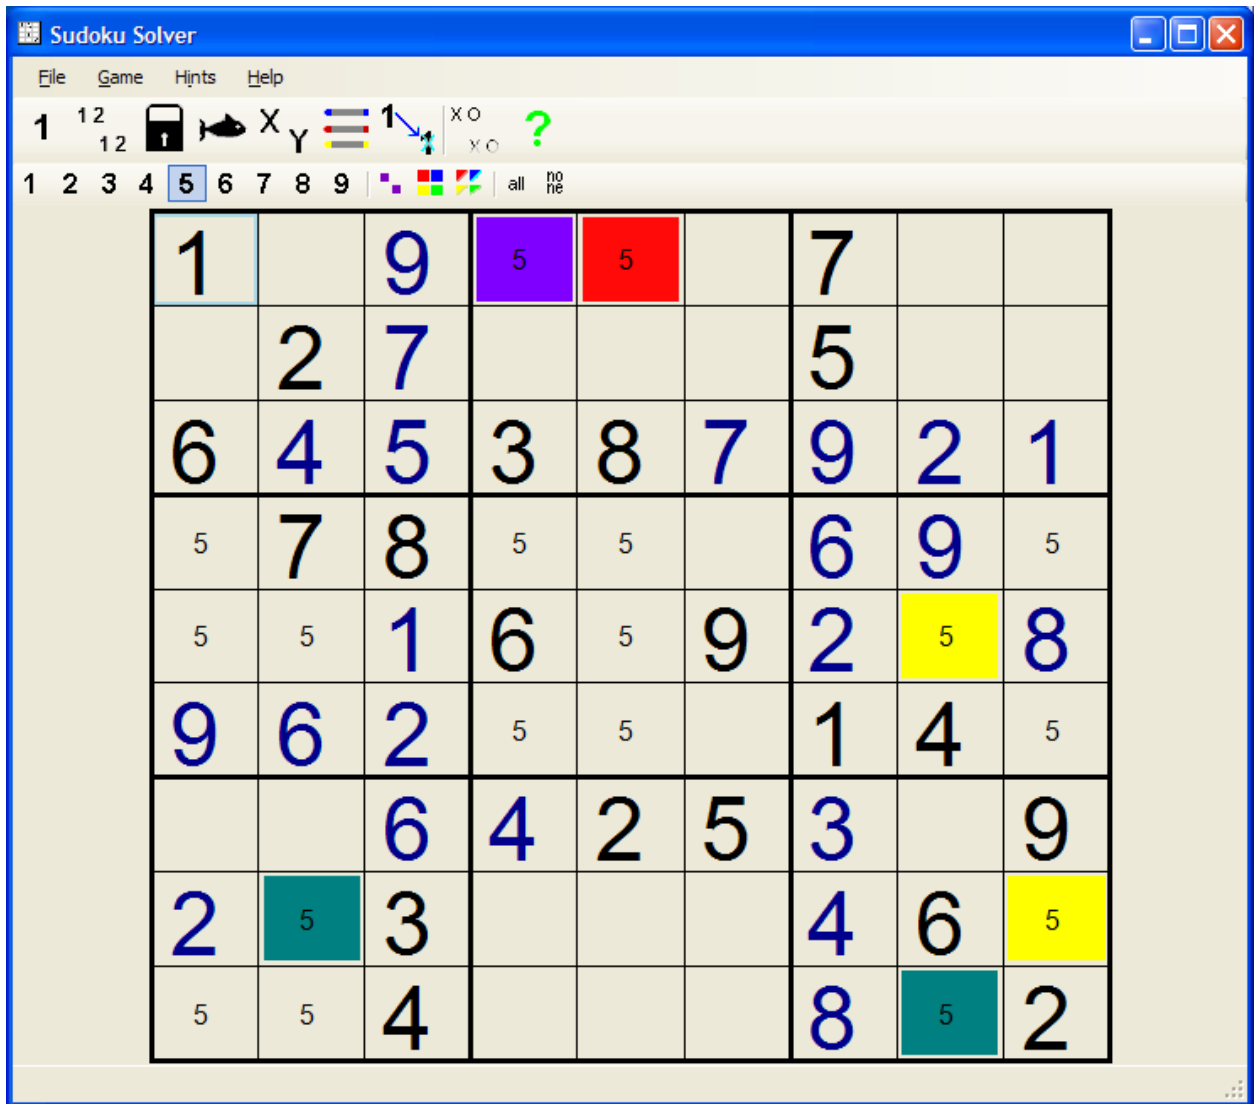 Sudoku Solver
File Game Hints Help
1 12 12 X Y 1 1 XO XO ?
1 2 3 4 5 6 7 8 9 all no ne
1 9 5 5 7
2 7 5
6 4 5 3 8 7 9 2 1
5 7 8 5 5 6 9 5
5 5 1 6 5 9 2 5 8
9 6 2 5 5 1 4 5
6 4 2 5 3 9
2 5 3 4 6 5
5 5 4 8 5 2